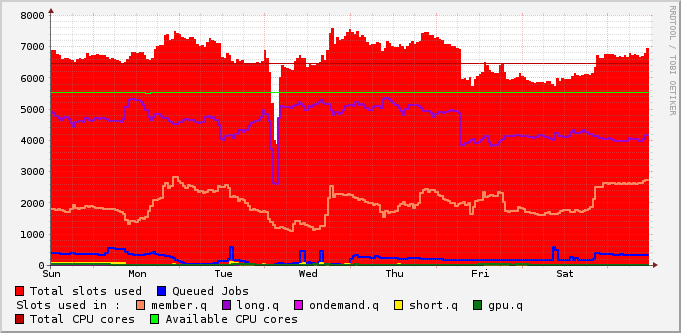 8000
7000
6000
5000
4000
3000
2000
1000
0
Sun Mon Tue Wed Thu Fri Sat
RRDTOOL / TOBI OETIKER
Total slots used Queued Jobs
Slots used in : member.q long.q ondemand.q short.q gpu.q
Total CPU cores Available CPU cores